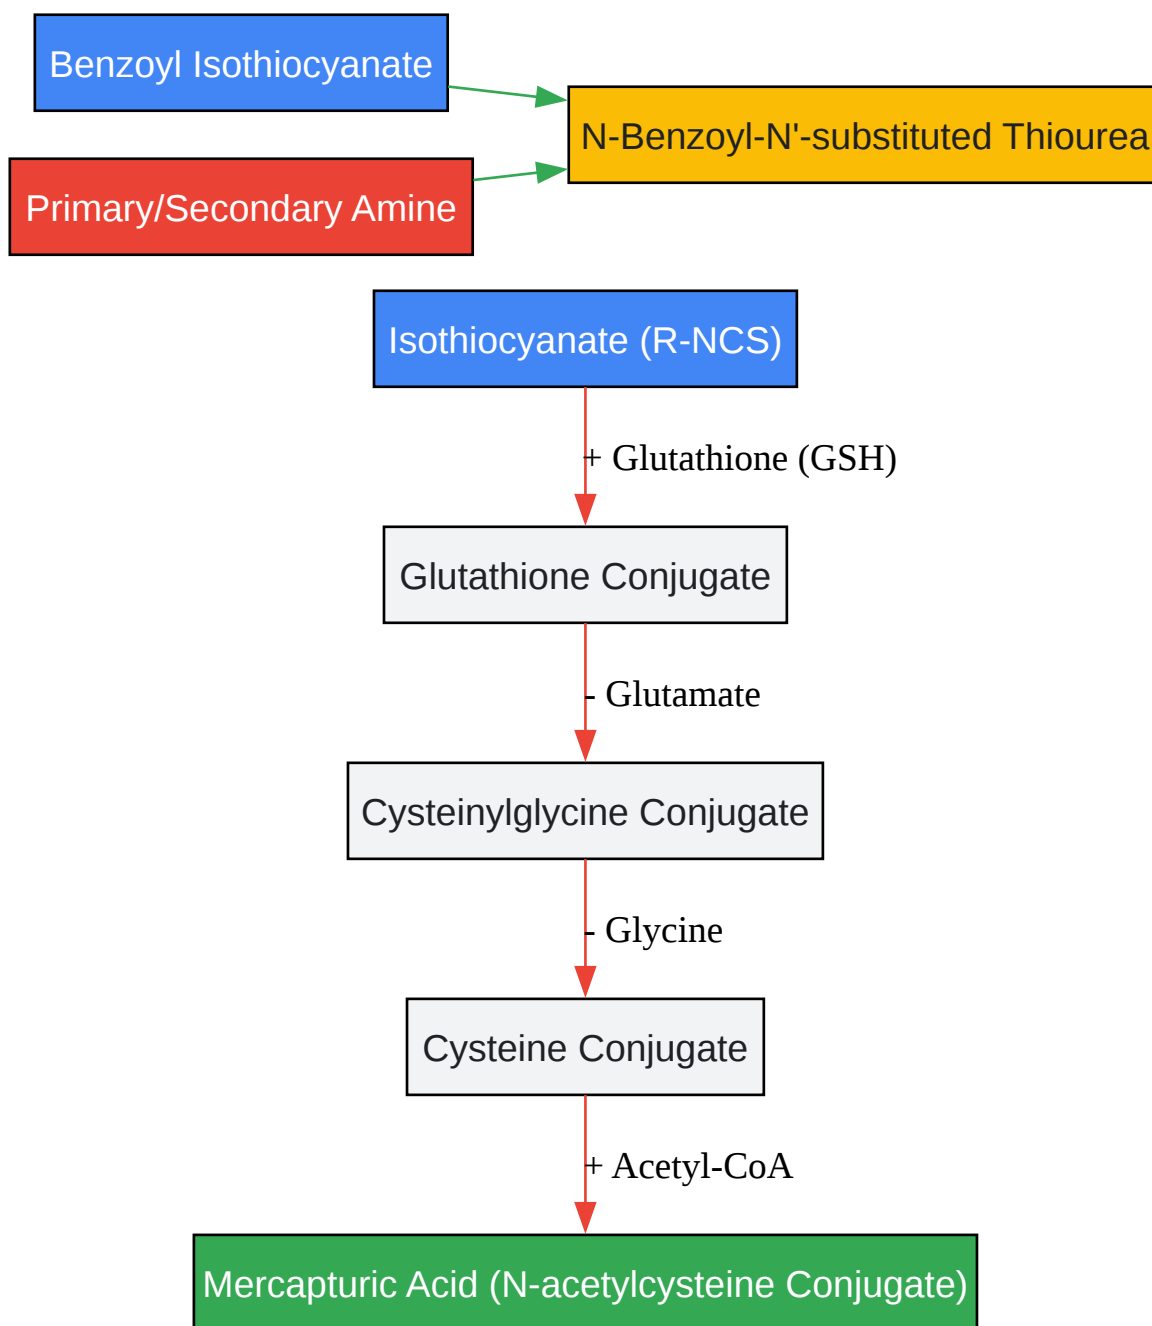 Benzoyl Isothiocyanate
N-Benzoyl-N'-substituted Thiourea
Primary/Secondary Amine
Isothiocyanate (R-NCS)
+ Glutathione (GSH)
Glutathione Conjugate
- Glutamate
Cysteinylglycine Conjugate
- Glycine
Cysteine Conjugate
+ Acetyl-CoA
Mercapturic Acid (N-acetylcysteine Conjugate)